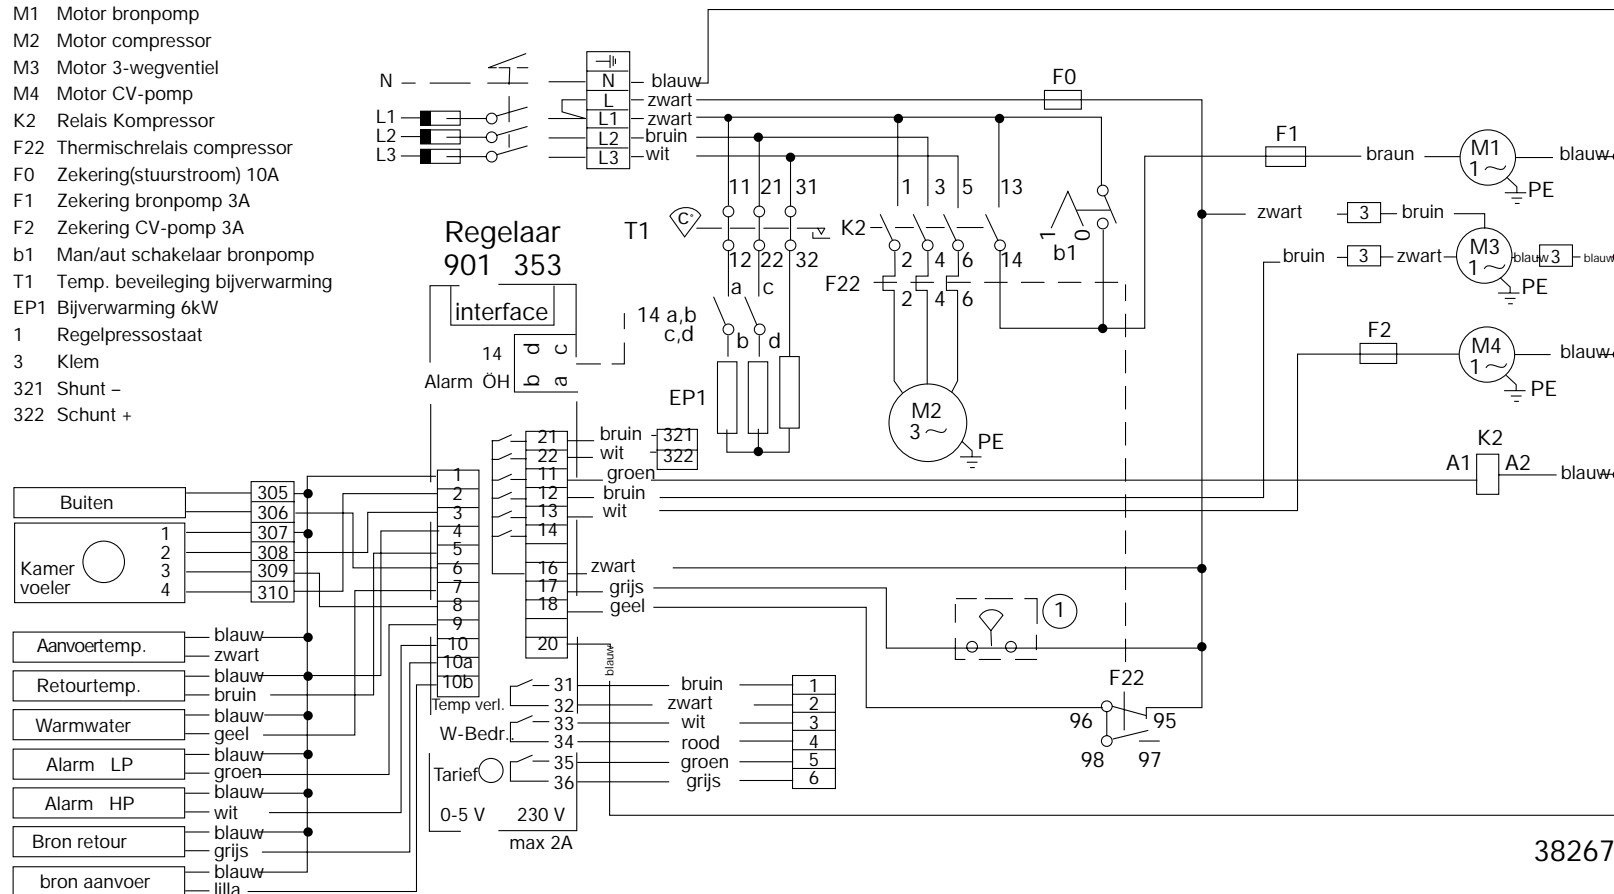 M1 Motor bronpomp
M2 Motor compressor
M3 Motor 3-wegventiel
M4 Motor CV-pomp
K2 Relais Kompressor
F22 Thermischrelais compressor
F0 Zekering(stuurstroom) 10A
F1 Zekering bronpomp 3A
F2 Zekering CV-pomp 3A
b1 Man/aut schakelaar bronpomp
T1 Temp. beveileging bijverwarming
EP1 Bijverwarming 6kW
1 Regelpressostaat
3 Klem
321 Shunt –
322 Schunt +
N
L1
L2
L3
N blauw
L zwart
L1 zwart
L2 bruin
L3 wit
F0
F1
braun
M1
1 ~
blauw
PE
zwart 3 bruin
M3
1 ~
bruin 3 zwart
blauw 3 blauw
PE
F2
M4
1 ~
blauw
PE
K2
A1 A2 blauw
11 21 31
T1
C°
12 22 32
a c
b d
EP1
1 3 5 13
K2
2 4 6 14
F22
2 4 6
M2
3 ~
PE
1 0
b1
Regelaar
901 353
interface
14 a,b
c,d
14
Alarm ÖH
d c
b a
21 bruin 321
22 wit 322
11 groen
12 bruin
13 wit
14
16 zwart
17 grijs
18 geel
20
blauw
1
2
3
4
5
6
7
8
9
10
10a
10b
Buiten
305
306
Kamer
voeler
1 307
2 308
3 309
4 310
Aanvoertemp.
blauw
zwart
Retourtemp.
blauw
bruin
Warmwater
blauw
geel
Alarm LP
blauw
groen
Alarm HP
blauw
wit
Bron retour
blauw
grijs
bron aanvoer
blauw
lilla
Temp verl.
W-Bedr..
Tarief
31 bruin 1
32 zwart 2
33 wit 3
34 rood 4
35 groen 5
36 grijs 6
0-5 V 230 V
max 2A
1
F22
96 95
98 97
38267